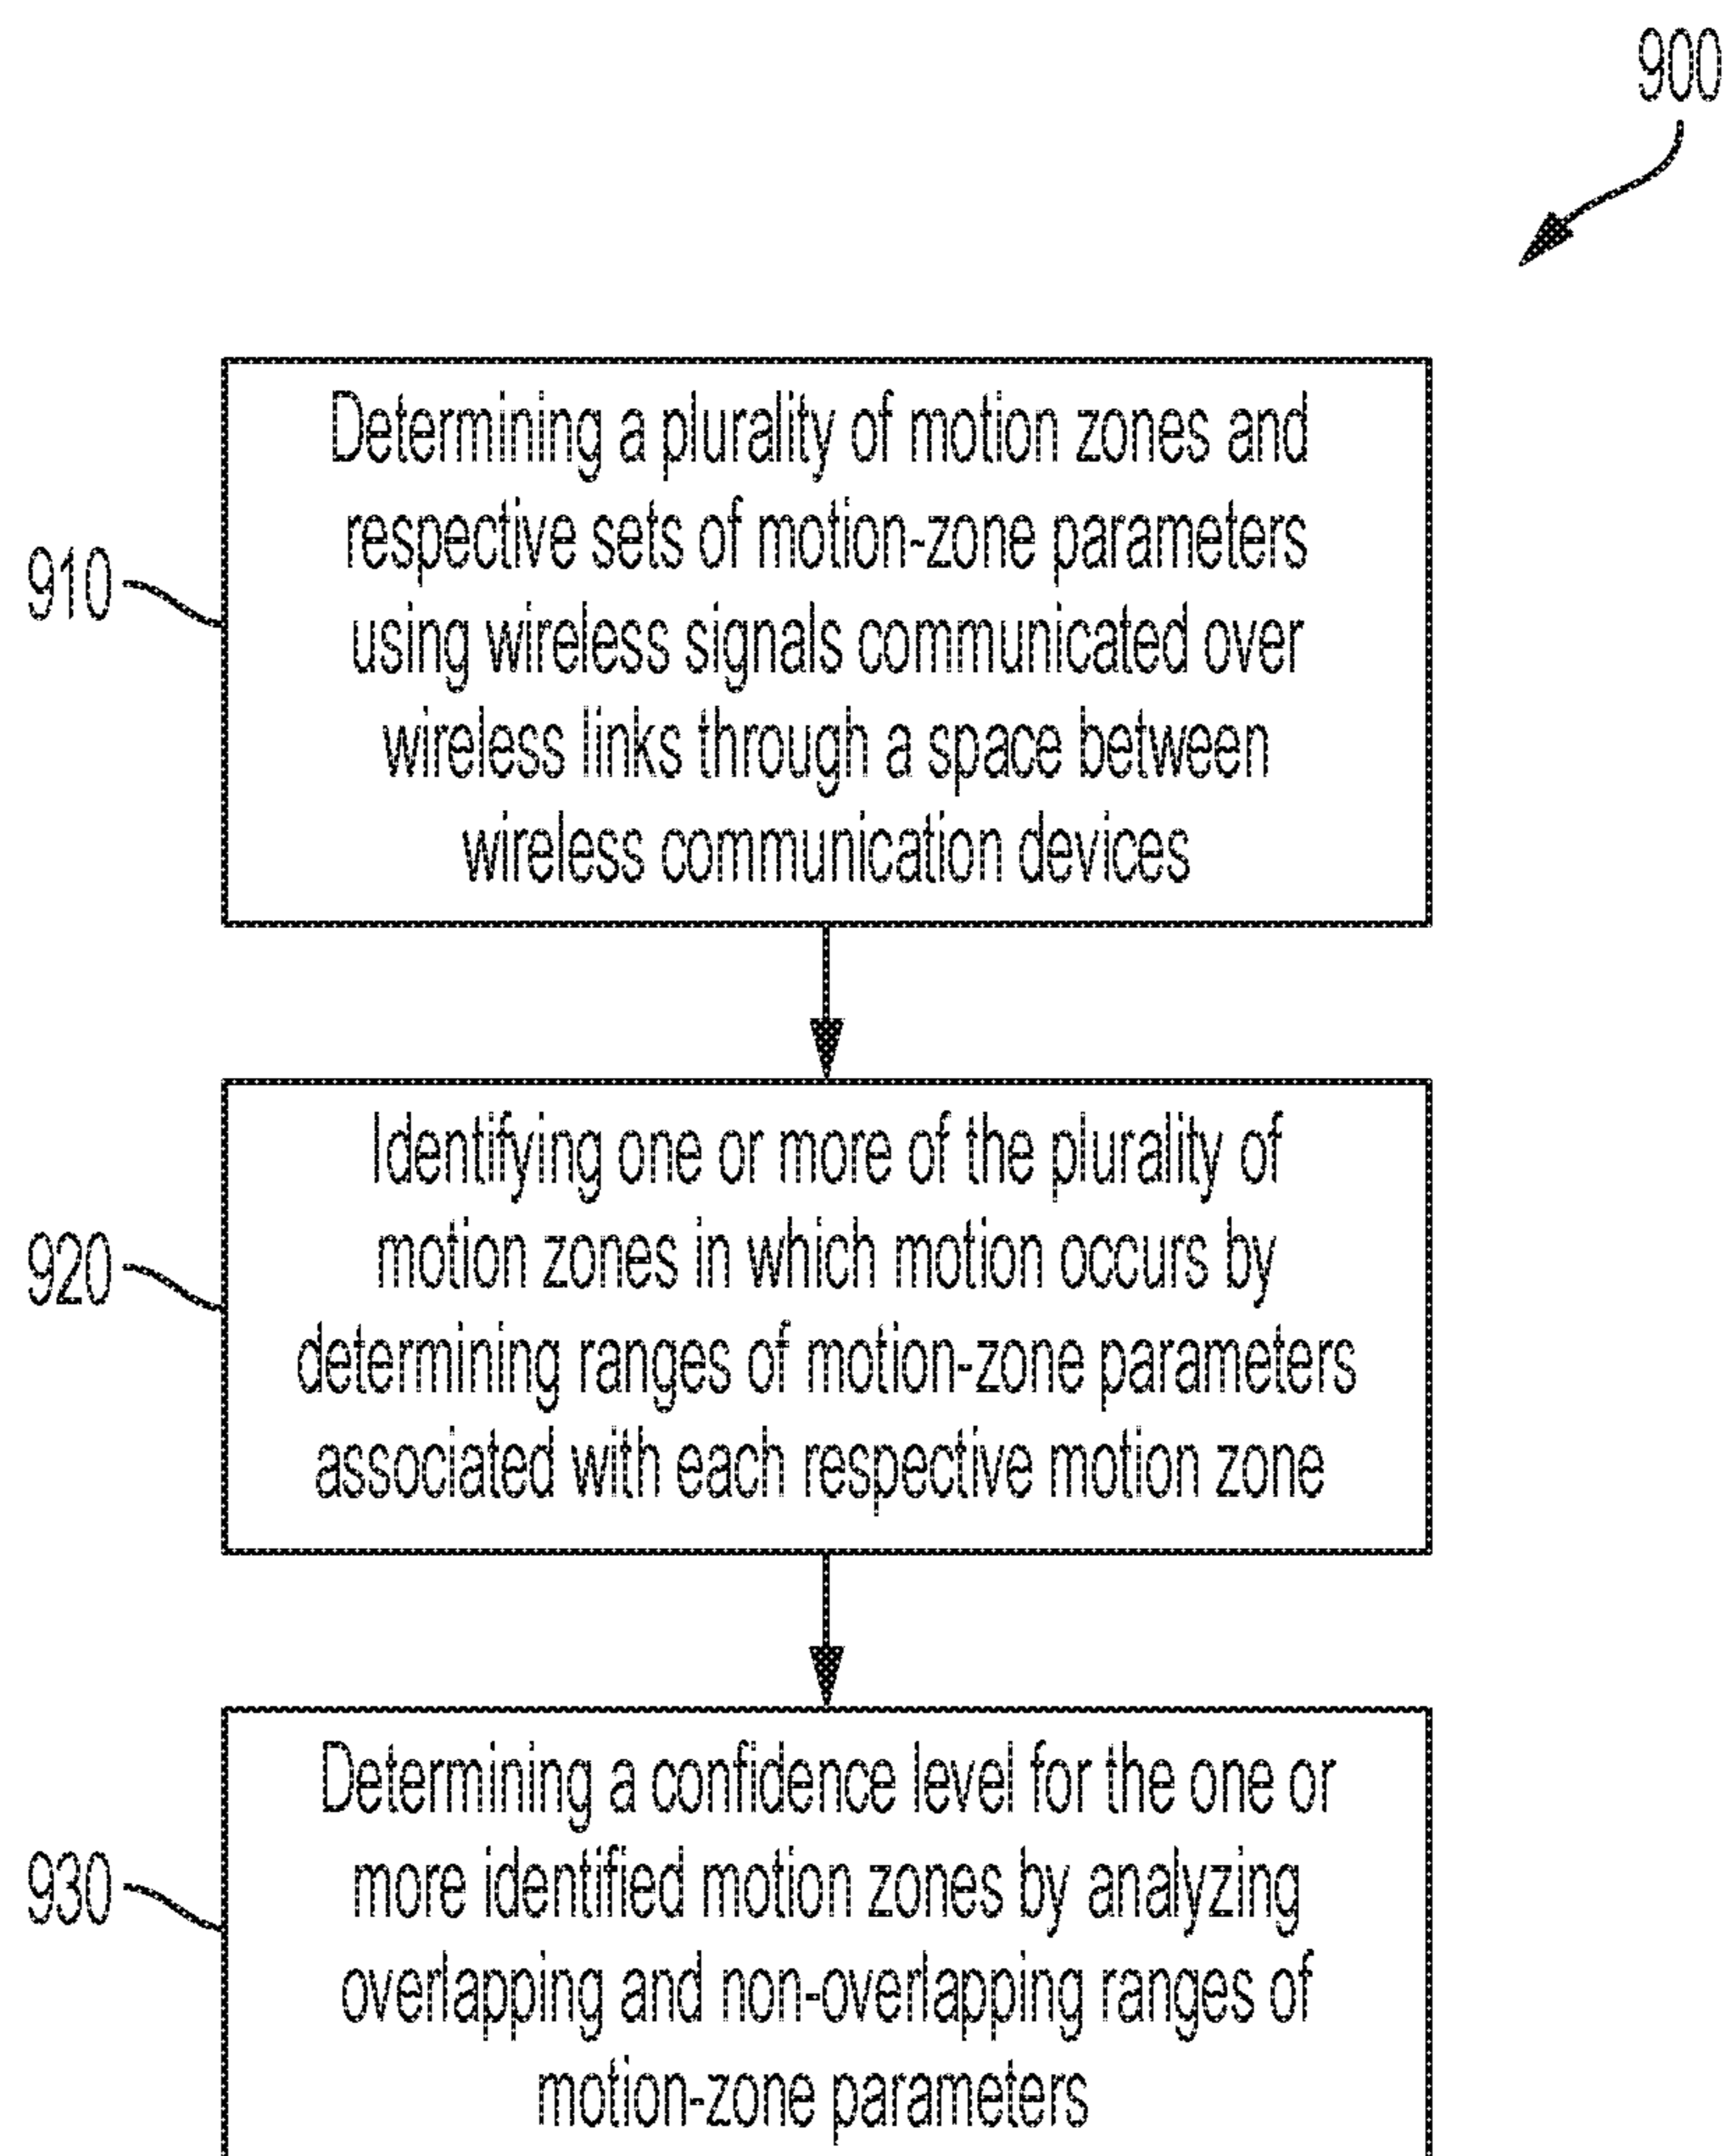 900
910
Determining a plurality of motion zones and
respective sets of motion-zone parameters
using wireless signals communicated over
wireless links through a space between
wireless communication devices
920
Identifying one or more of the plurality of
motion zones in which motion occurs by
determining ranges of motion-zone parameters
associated with each respective motion zone
930
Determining a confidence level for the one or
more identified motion zones by analyzing
overlapping and non-overlapping ranges of
motion-zone parameters